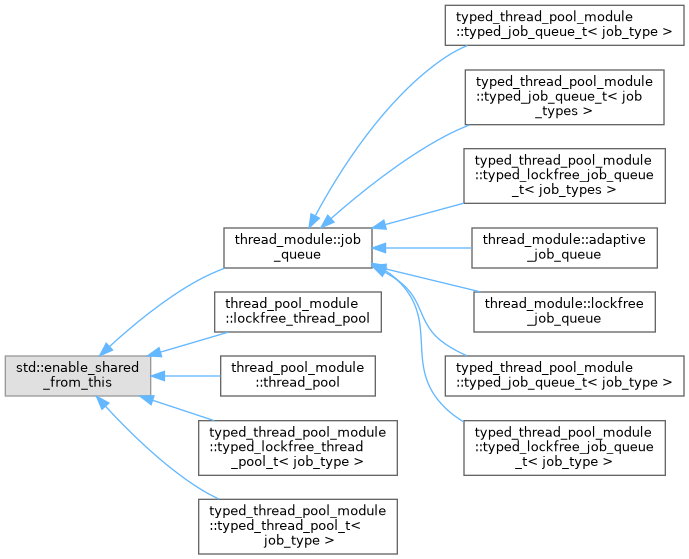 typed_thread_pool_module
::typed_job_queue_t< job_type >
typed_thread_pool_module
::typed_job_queue_t< job
_types >
typed_thread_pool_module
::typed_lockfree_job_queue
_t< job_types >
thread_module::job
_queue
thread_module::adaptive
_job_queue
thread_pool_module
::lockfree_thread_pool
thread_module::lockfree
_job_queue
std::enable_shared
_from_this
thread_pool_module
::thread_pool
typed_thread_pool_module
::typed_job_queue_t< job_type >
typed_thread_pool_module
::typed_lockfree_thread
_pool_t< job_type >
typed_thread_pool_module
::typed_lockfree_job_queue
_t< job_type >
typed_thread_pool_module
::typed_thread_pool_t<
job_type >